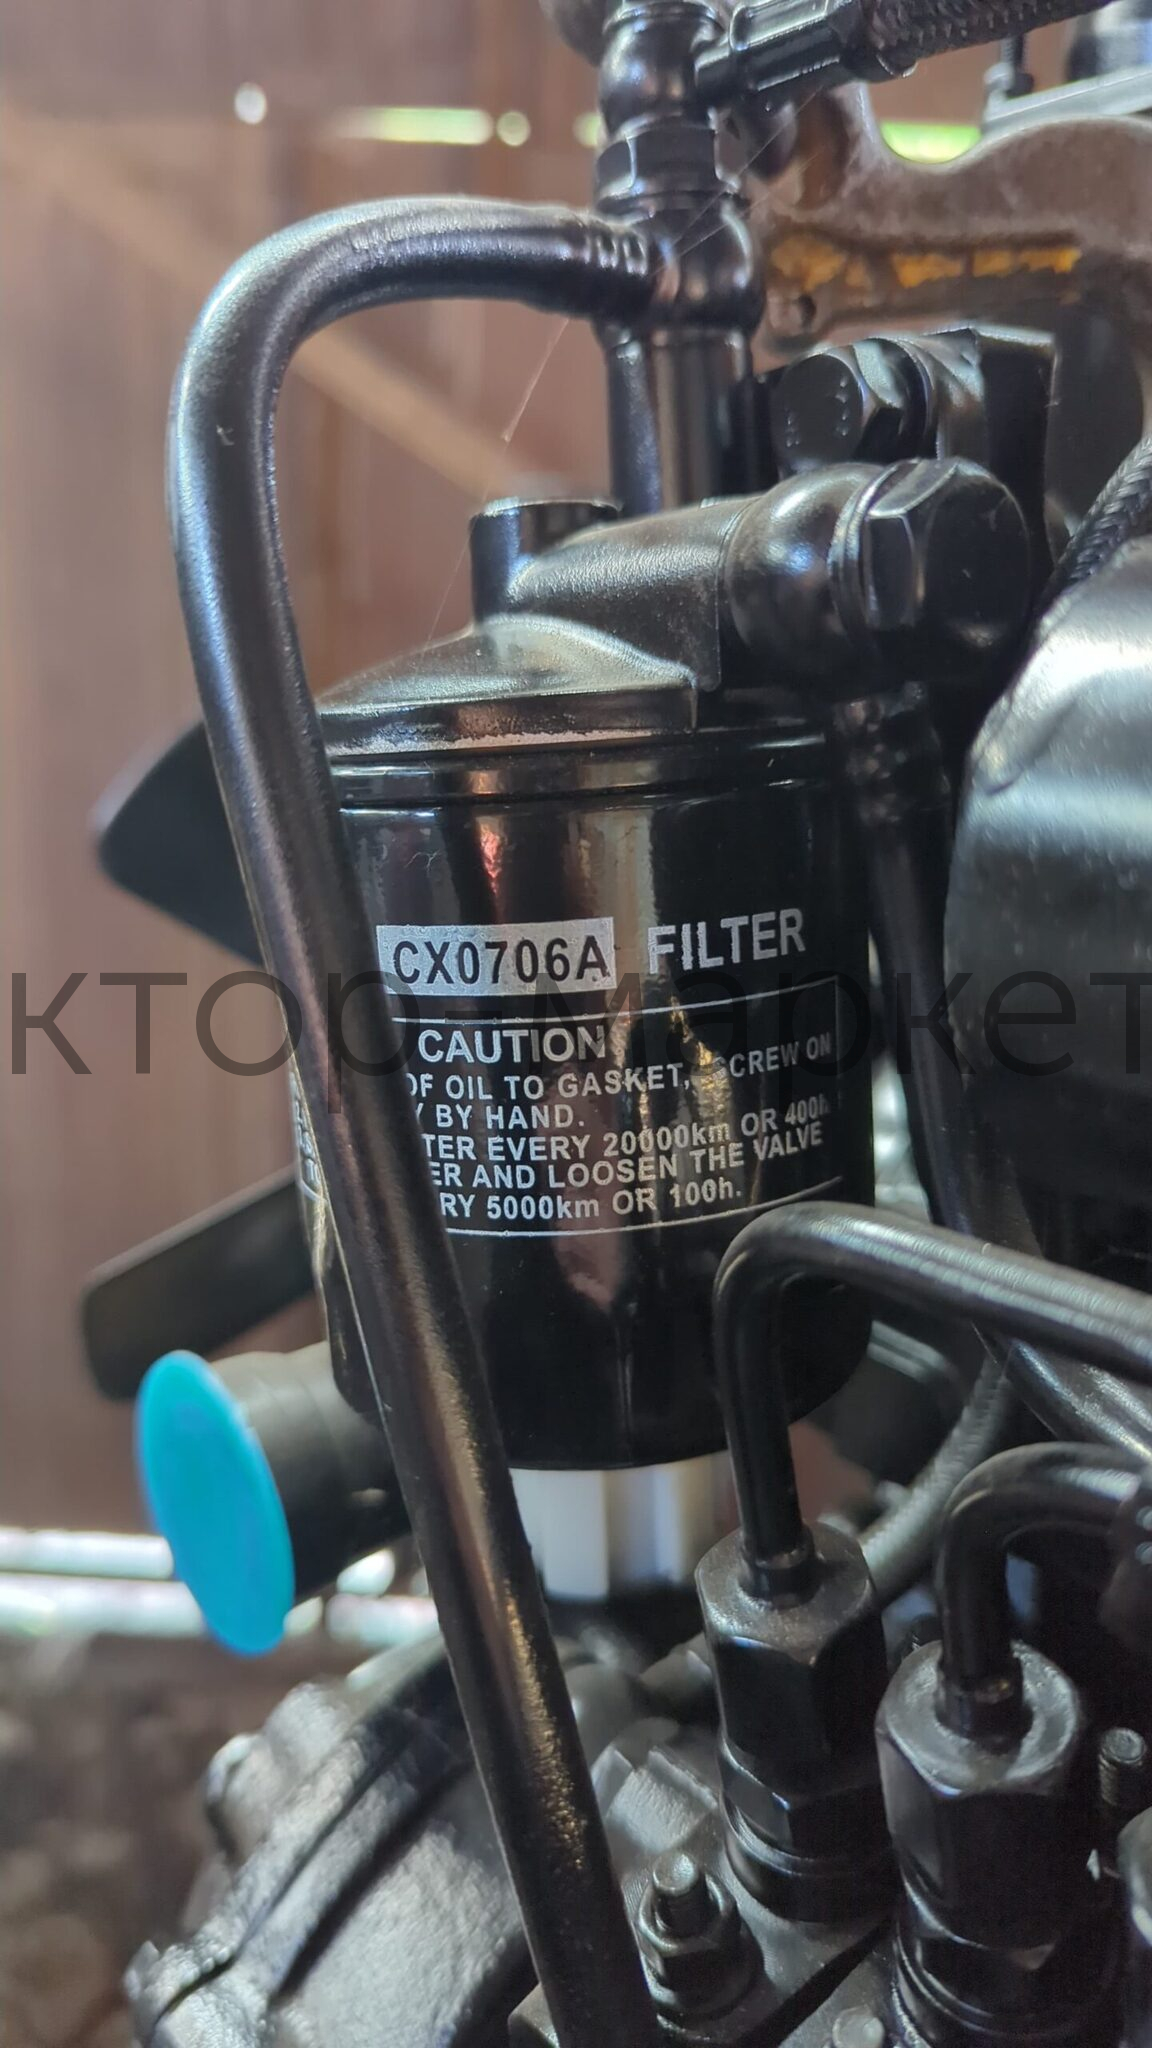 CX0706A FILTER
CAUTION
OF OIL TO GASKET, SCREW ON
Y BY HAND.
TER EVERY 20000km OR 400h
ER AND LOOSEN THE VALVE
RY 5000km OR 100h.
ктор-маркет